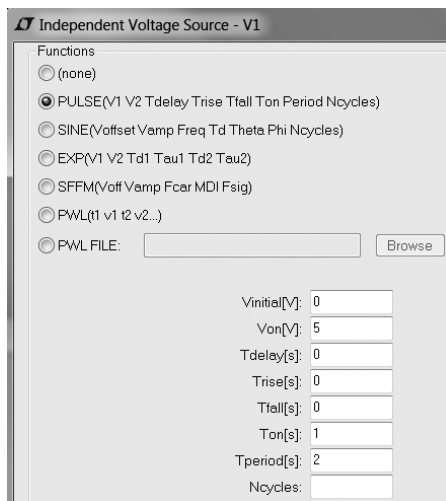 Independent Voltage Source - V1
Functions
(none)
PULSE(V1 V2 Tdelay Trise Tfall Ton Period Ncycles)
SINE(Voffset Vamp Freq Td Theta Phi Ncycles)
EXP(V1 V2 Td1 Tau1 Td2 Tau2)
SFFM(Voff Vamp Fcar MDI Fsig)
PWL(t1 v1 t2 v2...)
PWL FILE: Browse
Vinitial[V]: 0
Von[V]: 5
Tdelay[s]: 0
Trise[s]: 0
Tfall[s]: 0
Ton[s]: 1
Tperiod[s]: 2
Ncycles: